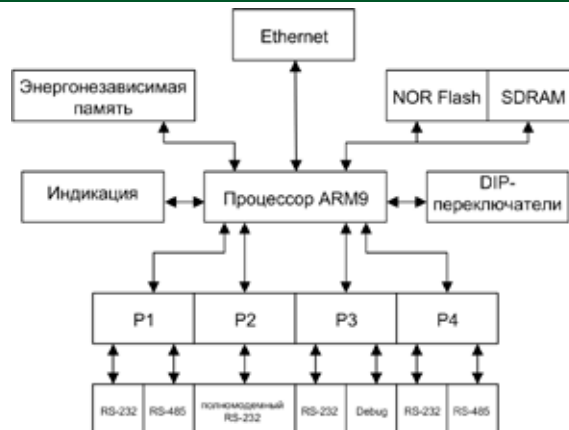 Ethernet
Энергонезависимая
память
NOR Flash
SDRAM
Индикация
Процессор ARM9
DIP-
переключатели
P1
P2
P3
P4
RS-232
RS-485
полномодемный
RS-232
RS-232
Debug
RS-232
RS-485